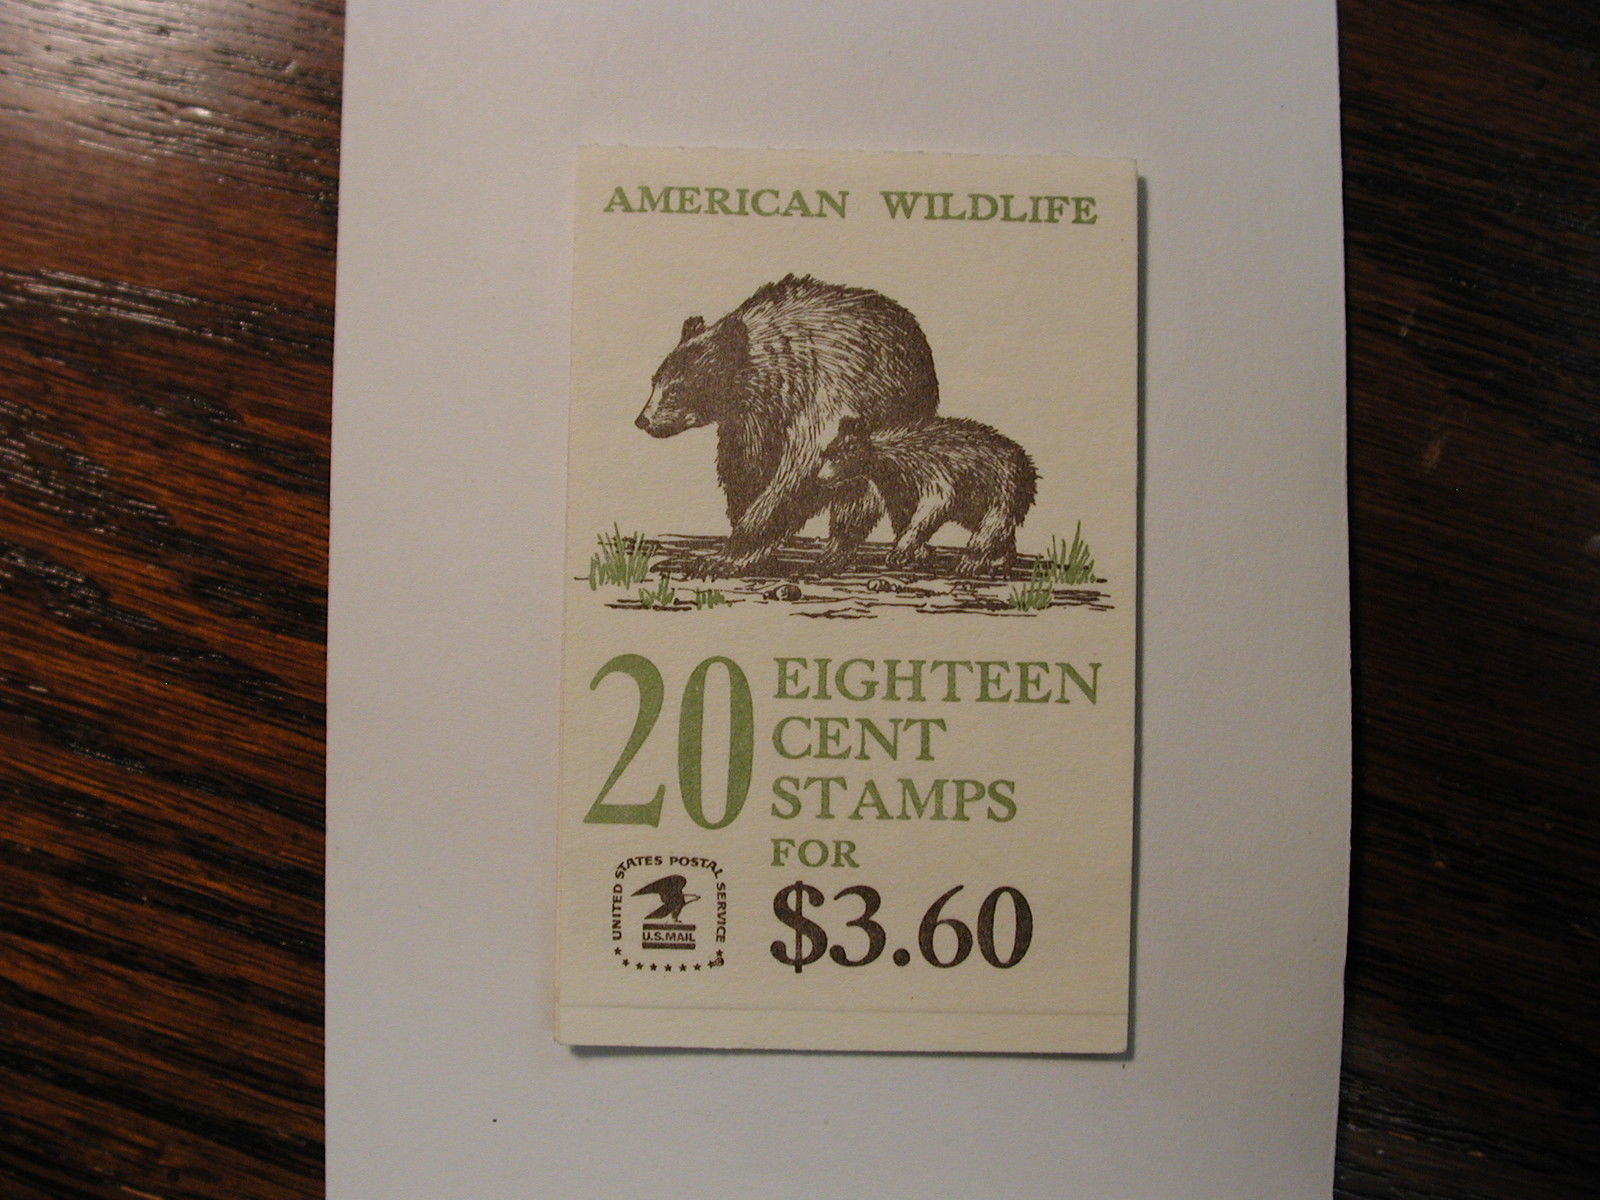 AMERICAN WILDLIFE
20 EIGHTEEN
CENT
STAMPS
FOR
$3.60
UNITED STATES POSTAL SERVICE
U.S.MAIL